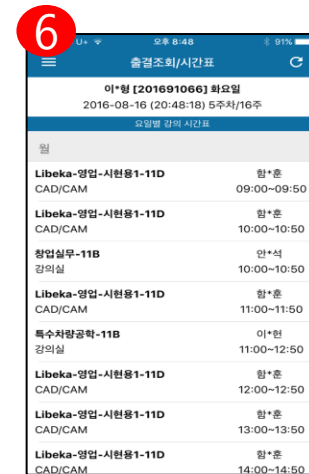 6
U+ 오후 8:48 91%
출결조회/시간표
이*형 [201691066] 화요일
2016-08-16 (20:48:18) 5주차/16주
요일별 강의 시간표
월
Libeka-영업-시현용1-11D 함*훈
CAD/CAM 09:00~09:50
Libeka-영업-시현용1-11D 함*훈
CAD/CAM 10:00~10:50
창업실무-11B 안*석
강의실 10:00~10:50
Libeka-영업-시현용1-11D 함*훈
CAD/CAM 11:00~11:50
특수차량공학-11B 이*헌
강의실 11:00~12:50
Libeka-영업-시현용1-11D 함*훈
CAD/CAM 12:00~12:50
Libeka-영업-시현용1-11D 함*훈
CAD/CAM 13:00~13:50
Libeka-영업-시현용1-11D 함*훈
CAD/CAM 14:00~14:50